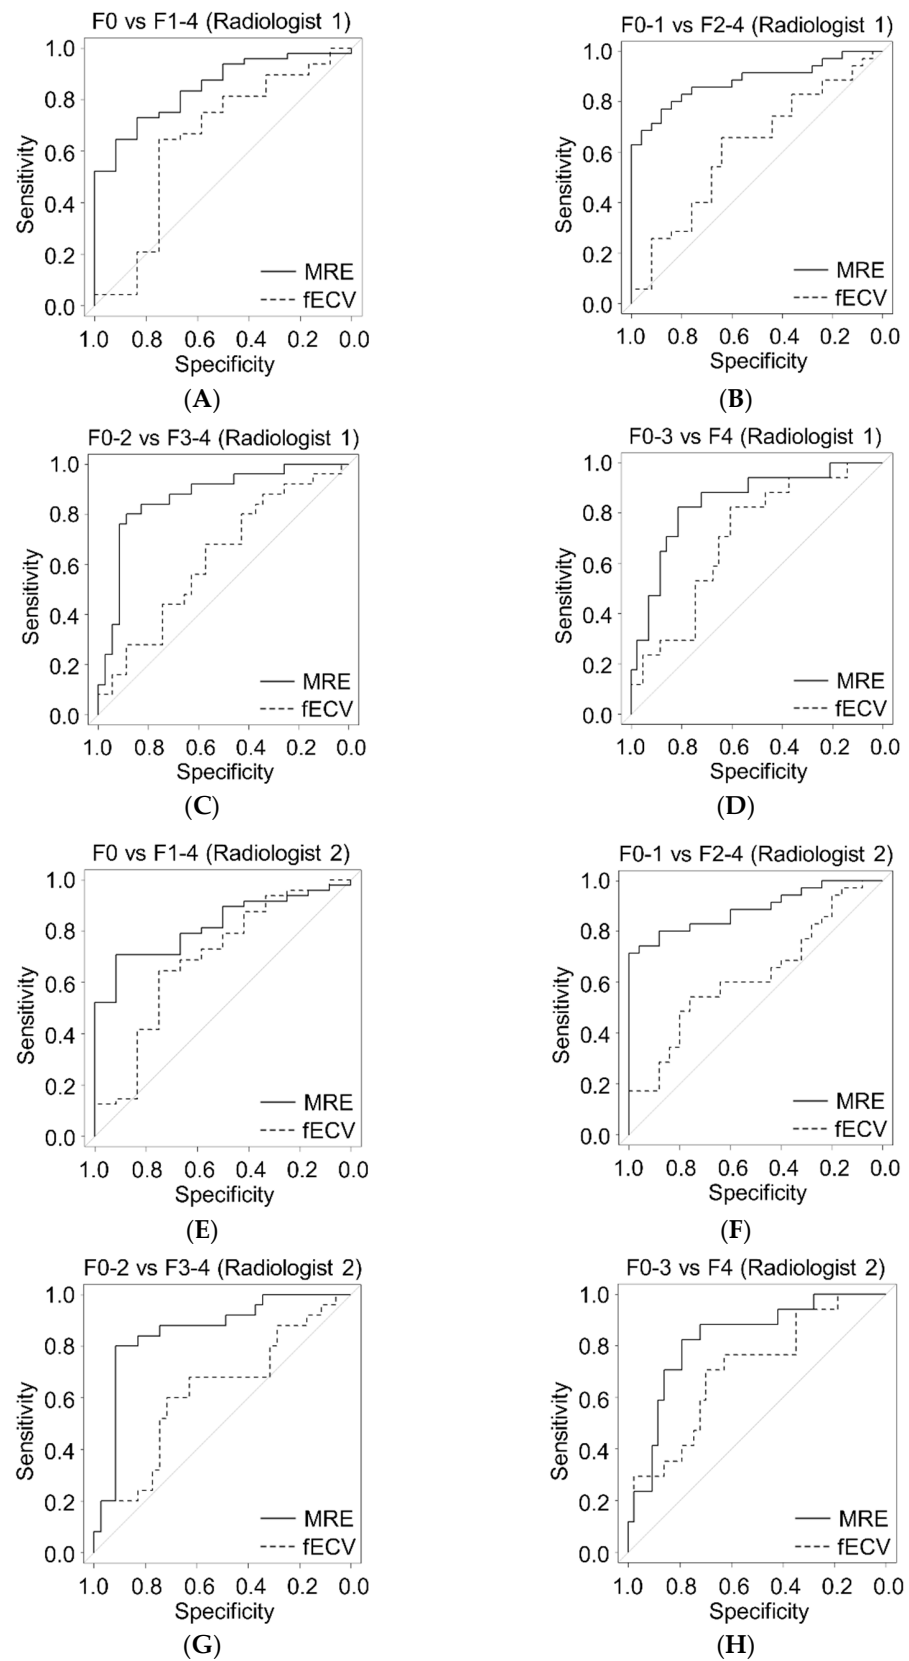 F0 vs F1-4 (Radiologist 1)
1.0
0.8
0.6
0.4
0.2
0.0
Sensitivity
MRE
fECV
1.0 0.8 0.6 0.4 0.2 0.0
Specificity
(A)
F0-1 vs F2-4 (Radiologist 1)
1.0
0.8
0.6
0.4
0.2
0.0
Sensitivity
MRE
fECV
1.0 0.8 0.6 0.4 0.2 0.0
Specificity
(B)
F0-2 vs F3-4 (Radiologist 1)
1.0
0.8
0.6
0.4
0.2
0.0
Sensitivity
MRE
fECV
1.0 0.8 0.6 0.4 0.2 0.0
Specificity
(C)
F0-3 vs F4 (Radiologist 1)
1.0
0.8
0.6
0.4
0.2
0.0
Sensitivity
MRE
fECV
1.0 0.8 0.6 0.4 0.2 0.0
Specificity
(D)
F0 vs F1-4 (Radiologist 2)
1.0
0.8
0.6
0.4
0.2
0.0
Sensitivity
MRE
fECV
1.0 0.8 0.6 0.4 0.2 0.0
Specificity
(E)
F0-1 vs F2-4 (Radiologist 2)
1.0
0.8
0.6
0.4
0.2
0.0
Sensitivity
MRE
fECV
1.0 0.8 0.6 0.4 0.2 0.0
Specificity
(F)
F0-2 vs F3-4 (Radiologist 2)
1.0
0.8
0.6
0.4
0.2
0.0
Sensitivity
MRE
fECV
1.0 0.8 0.6 0.4 0.2 0.0
Specificity
(G)
F0-3 vs F4 (Radiologist 2)
1.0
0.8
0.6
0.4
0.2
0.0
Sensitivity
MRE
fECV
1.0 0.8 0.6 0.4 0.2 0.0
Specificity
(H)